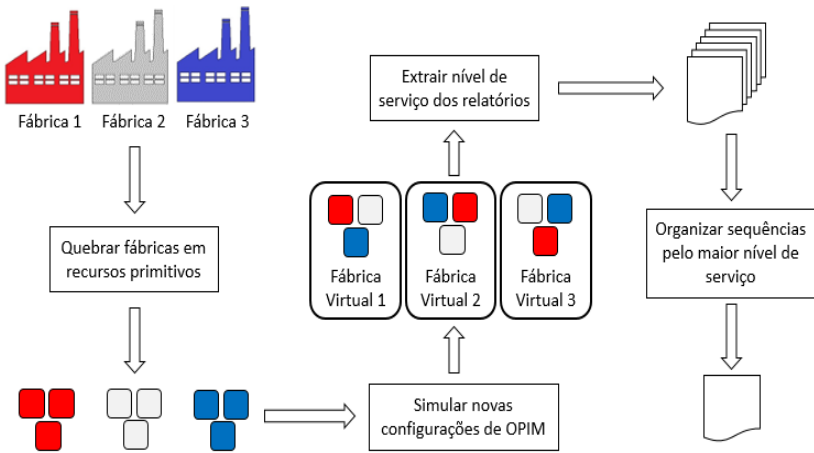 Fábrica 1
Fábrica 2
Fábrica 3
Quebrar fábricas em
recursos primitivos
Simular novas
configurações de OPIM
Fábrica
Virtual 1
Fábrica
Virtual 2
Fábrica
Virtual 3
Extrair nível de
serviço dos relatórios
Organizar sequências
pelo maior nível de
serviço